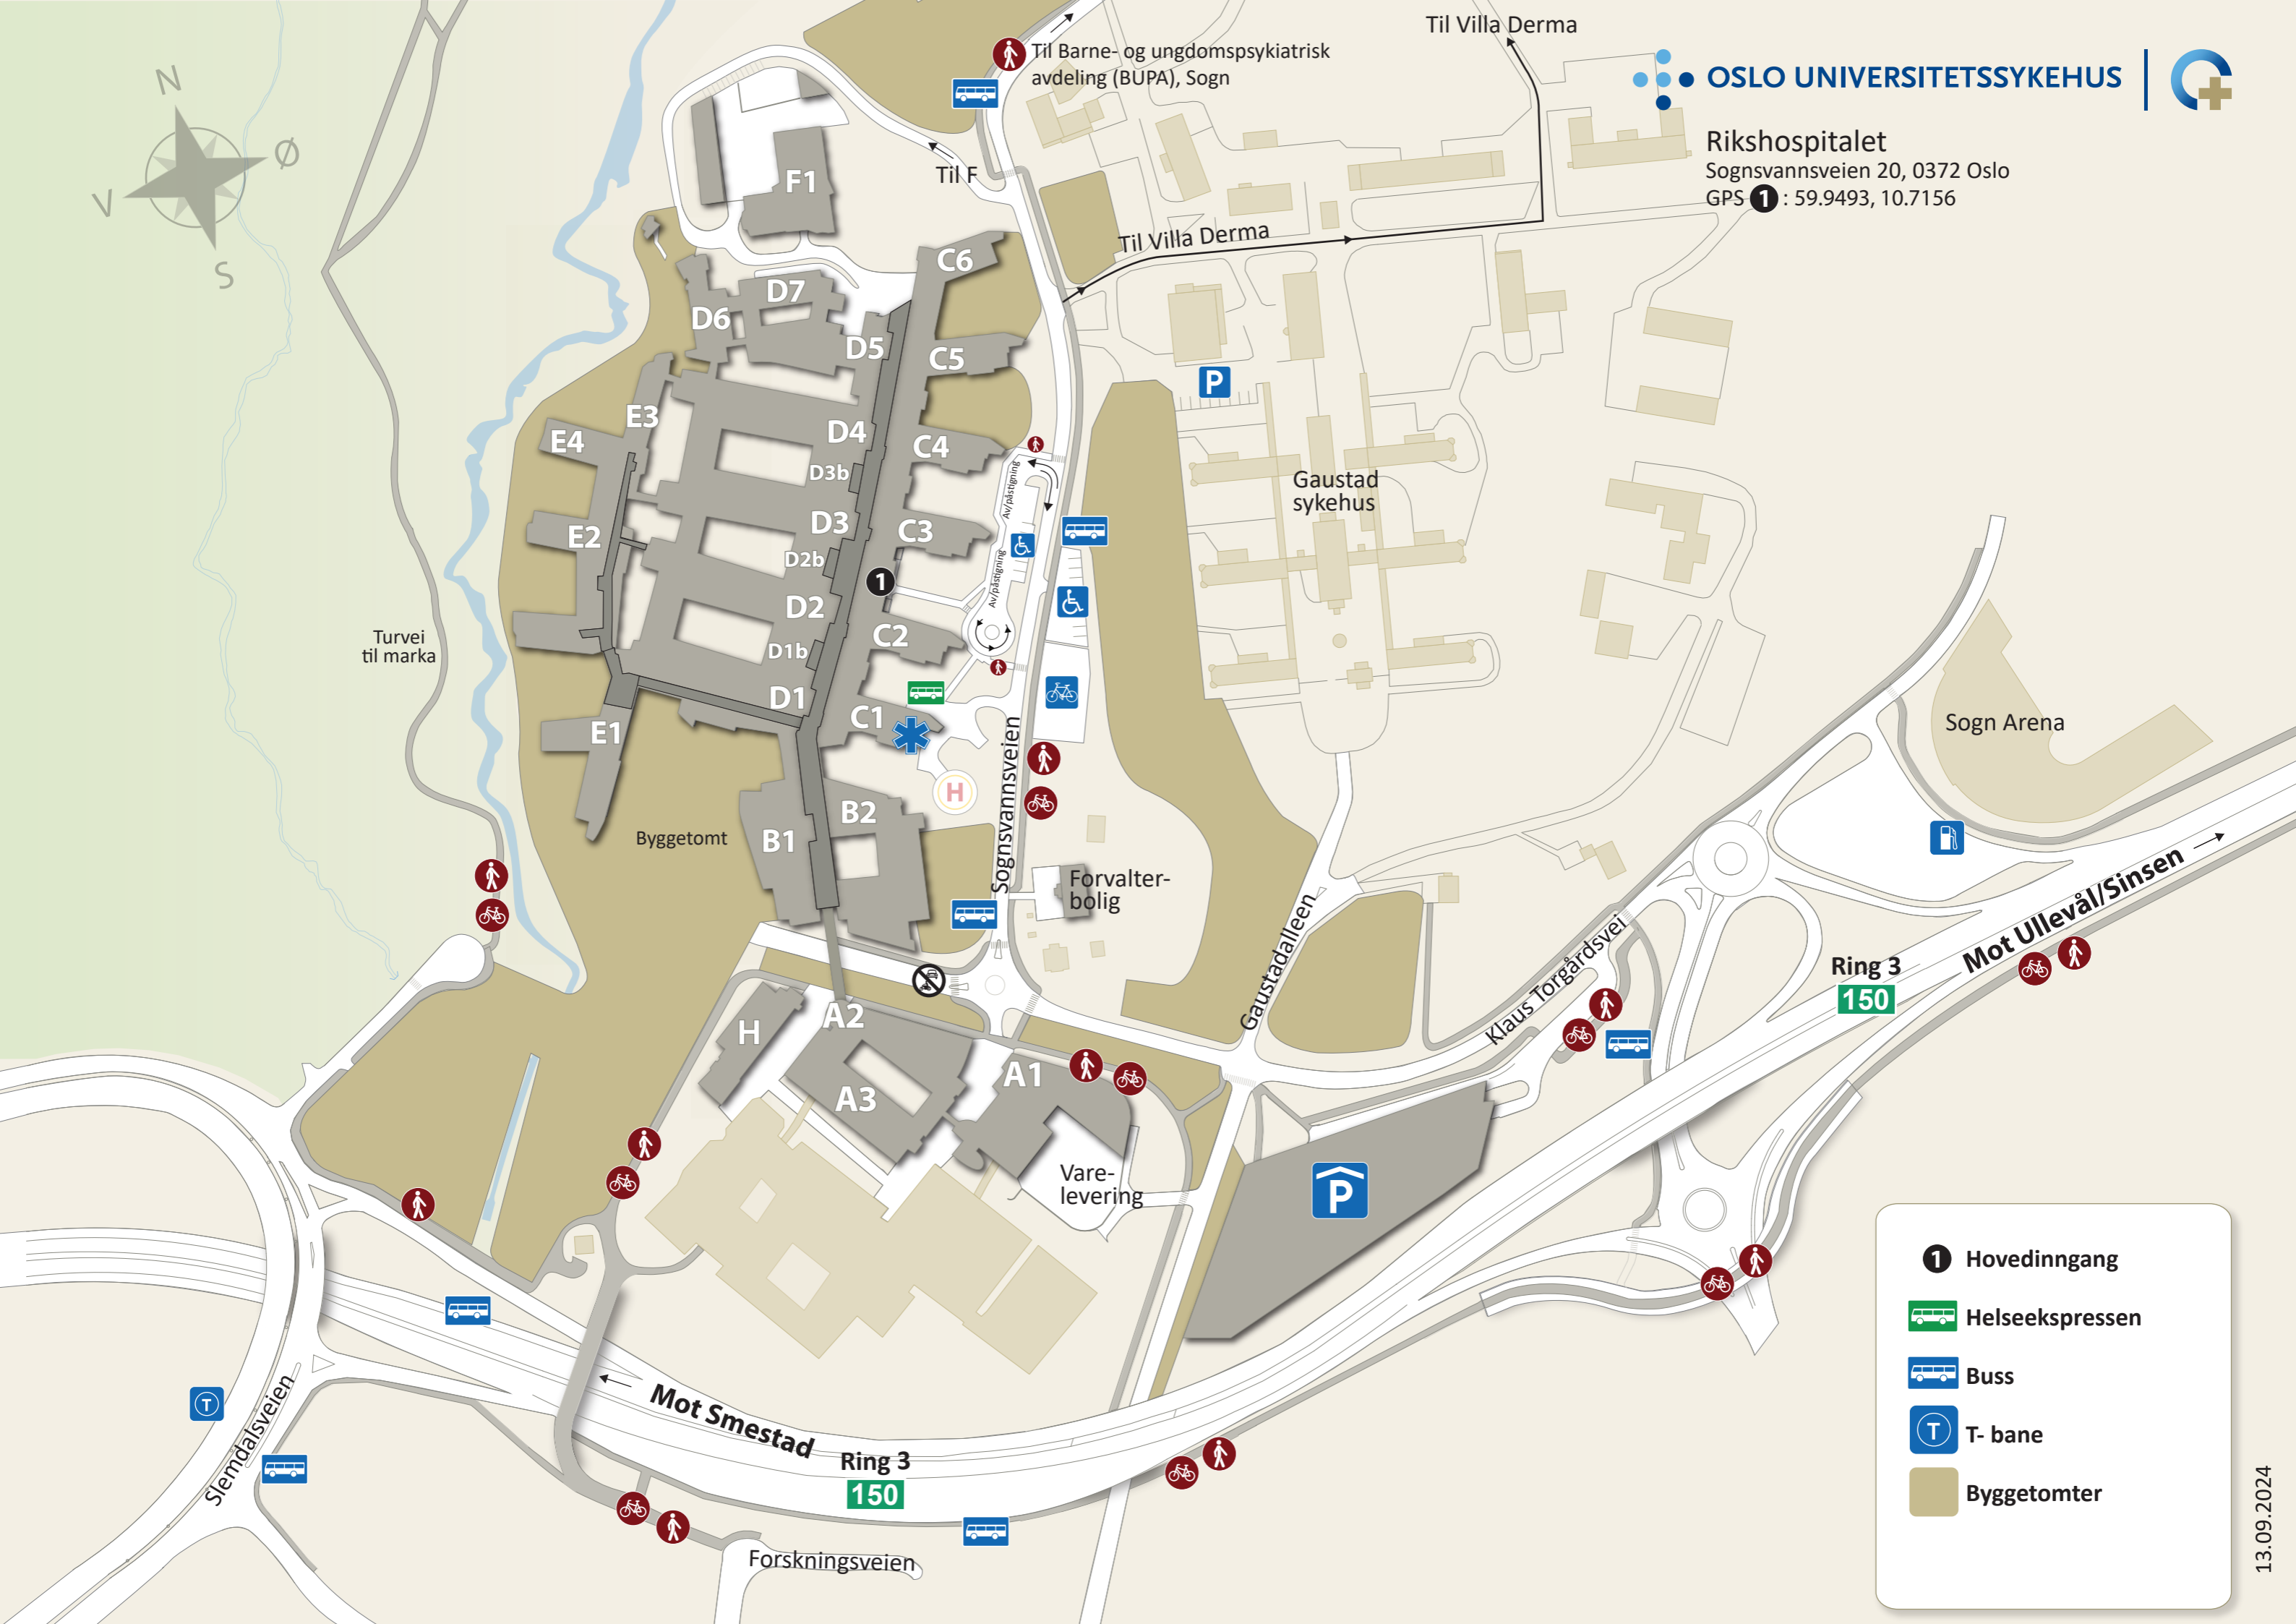 Til Villa Derma
OSLO UNIVERSITETSSYKEHUS
Rikshospitalet
Sognsvannsveien 20, 0372 Oslo
GPS 1 : 59.9493, 10.7156
N
Ø
V
S
Til Barne- og ungdomspsykiatrisk
avdeling (BUPA), Sogn
Til F
F1
Til Villa Derma
C6
D7
D6
D5
C5
P
E3
E4
D4
C4
D3b
Av/påstigning
Gaustad
sykehus
D3
C3
E2
D2b
Av/påstigning
1
D2
C2
D1b
Turvei
til marka
D1
C1
E1
Sognsvannsveien
Sogn Arena
H
B2
B1
Byggetomt
Forvalter-
bolig
Gaustadalleen
Klaus Torgårdsvei
Mot Ullevål/Sinsen
Ring 3
150
H
A2
A1
A3
Vare-
levering
P
1 Hovedinngang
Helseekspressen
Buss
T T- bane
Byggetomter
T
Slemdalsveien
Mot Smestad
Ring 3
150
Forskningsveien
13.09.2024